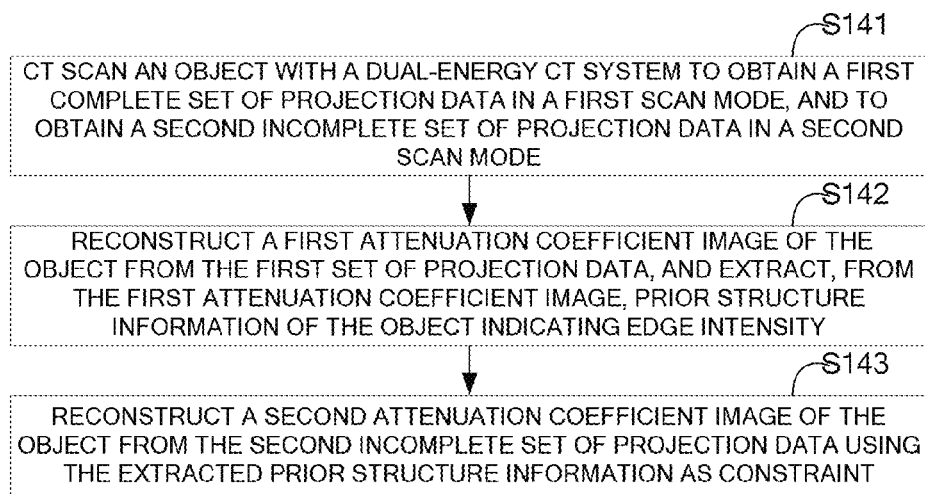 S141
CT SCAN AN OBJECT WITH A DUAL-ENERGY CT SYSTEM TO OBTAIN A FIRST
COMPLETE SET OF PROJECTION DATA IN A FIRST SCAN MODE, AND TO
OBTAIN A SECOND INCOMPLETE SET OF PROJECTION DATA IN A SECOND
SCAN MODE
S142
RECONSTRUCT A FIRST ATTENUATION COEFFICIENT IMAGE OF THE
OBJECT FROM THE FIRST SET OF PROJECTION DATA, AND EXTRACT, FROM
THE FIRST ATTENUATION COEFFICIENT IMAGE, PRIOR STRUCTURE
INFORMATION OF THE OBJECT INDICATING EDGE INTENSITY
S143
RECONSTRUCT A SECOND ATTENUATION COEFFICIENT IMAGE OF THE
OBJECT FROM THE SECOND INCOMPLETE SET OF PROJECTION DATA USING
THE EXTRACTED PRIOR STRUCTURE INFORMATION AS CONSTRAINT